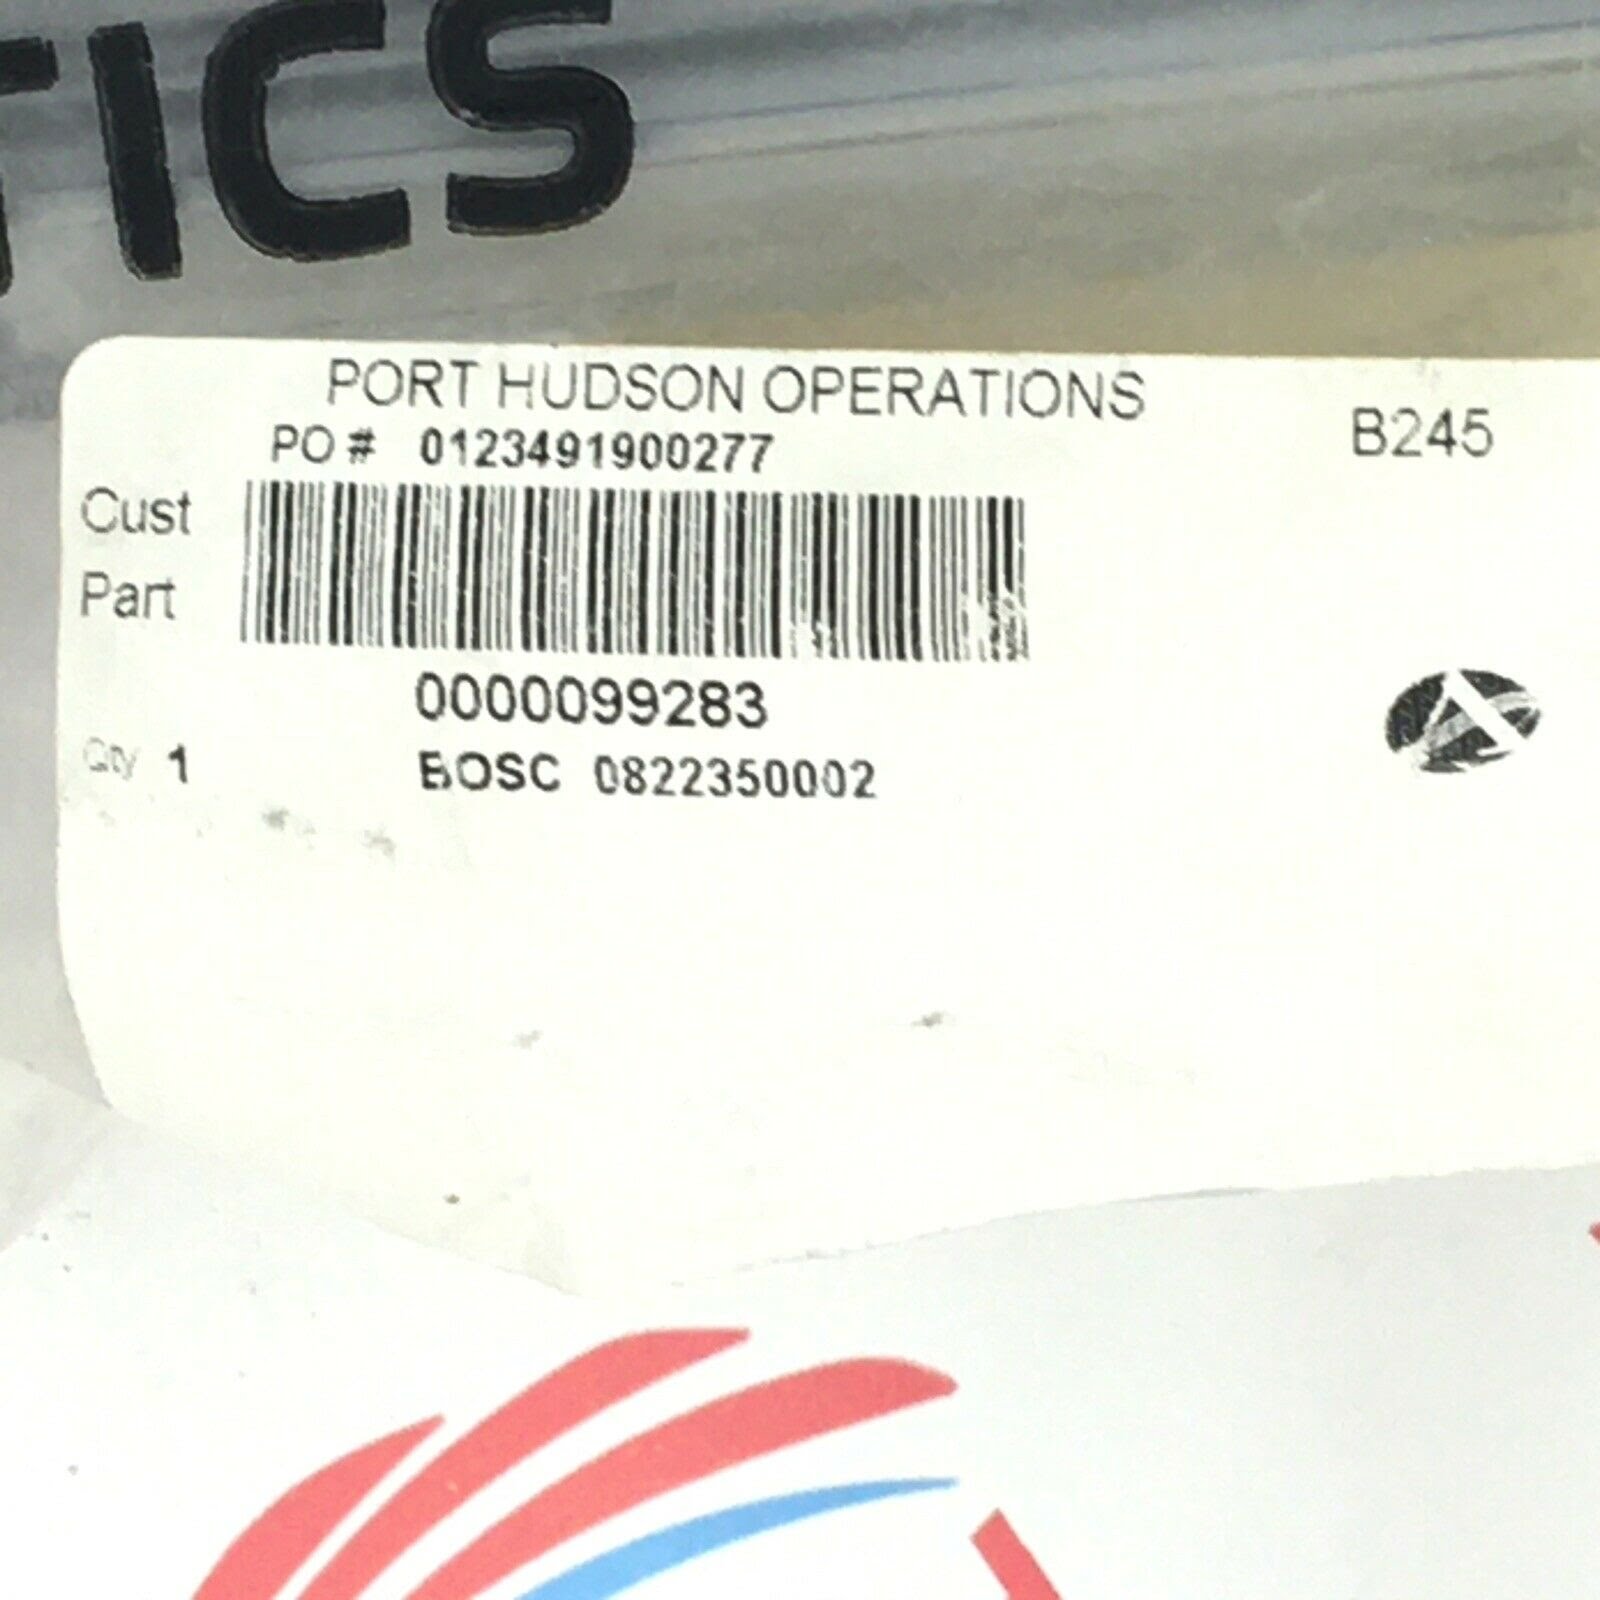 TICS
PORT HUDSON OPERATIONS
B245
PO # 0123491900277
Cust
Part
0000099283
Qty 1
BOSC 0822350002